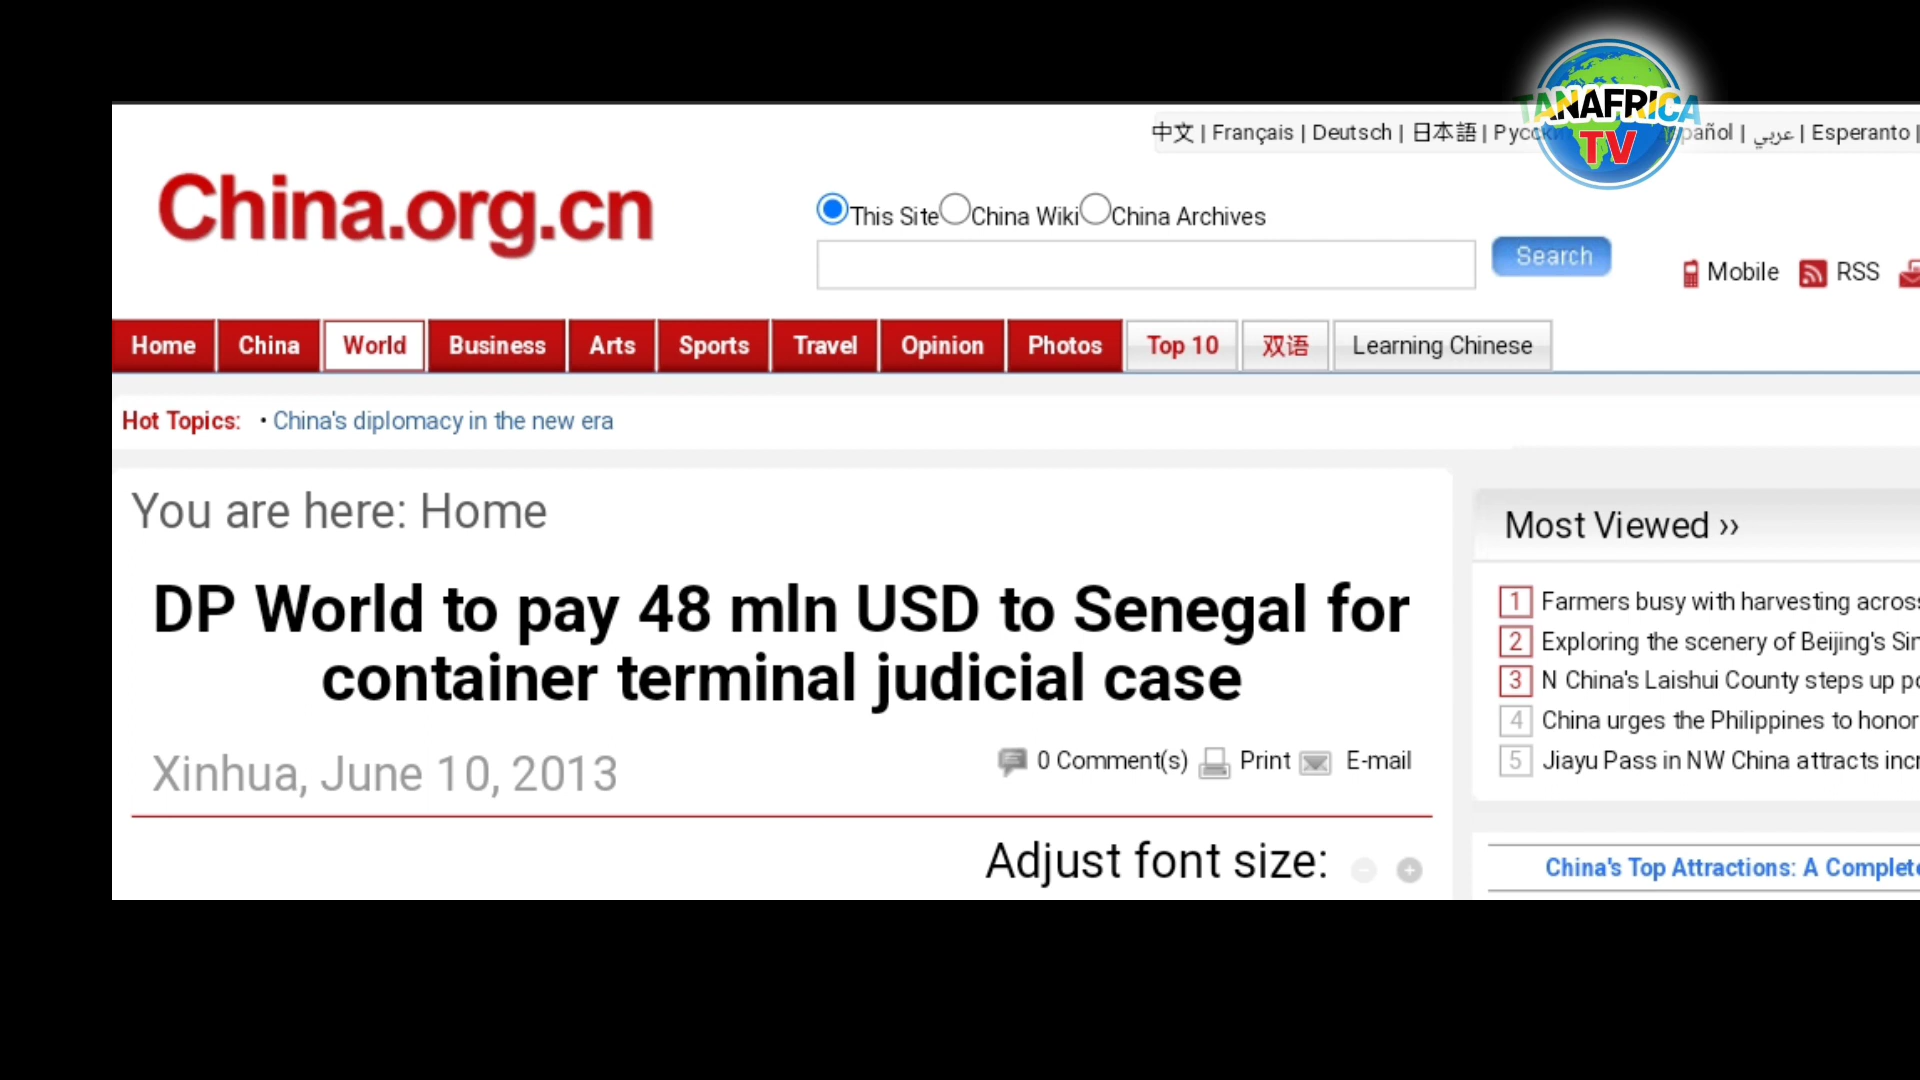 TANAFRICA
TV
中文 | Français | Deutsch | 日本語 | Русск
pañol | عربي | Esperanto |
China.org.cn
This Site China Wiki China Archives
Search
Mobile RSS
Home China World Business Arts Sports Travel Opinion Photos Top 10 双语 Learning Chinese
Hot Topics: • China's diplomacy in the new era
You are here: Home
DP World to pay 48 mln USD to Senegal for
container terminal judicial case
Xinhua, June 10, 2013
0 Comment(s) Print E-mail
Adjust font size:
Most Viewed ››
1 Farmers busy with harvesting across
2 Exploring the scenery of Beijing's
3 N China's Laishui County steps up
4 China urges the Philippines to honor
5 Jiayu Pass in NW China attracts
China's Top Attractions: A Complete